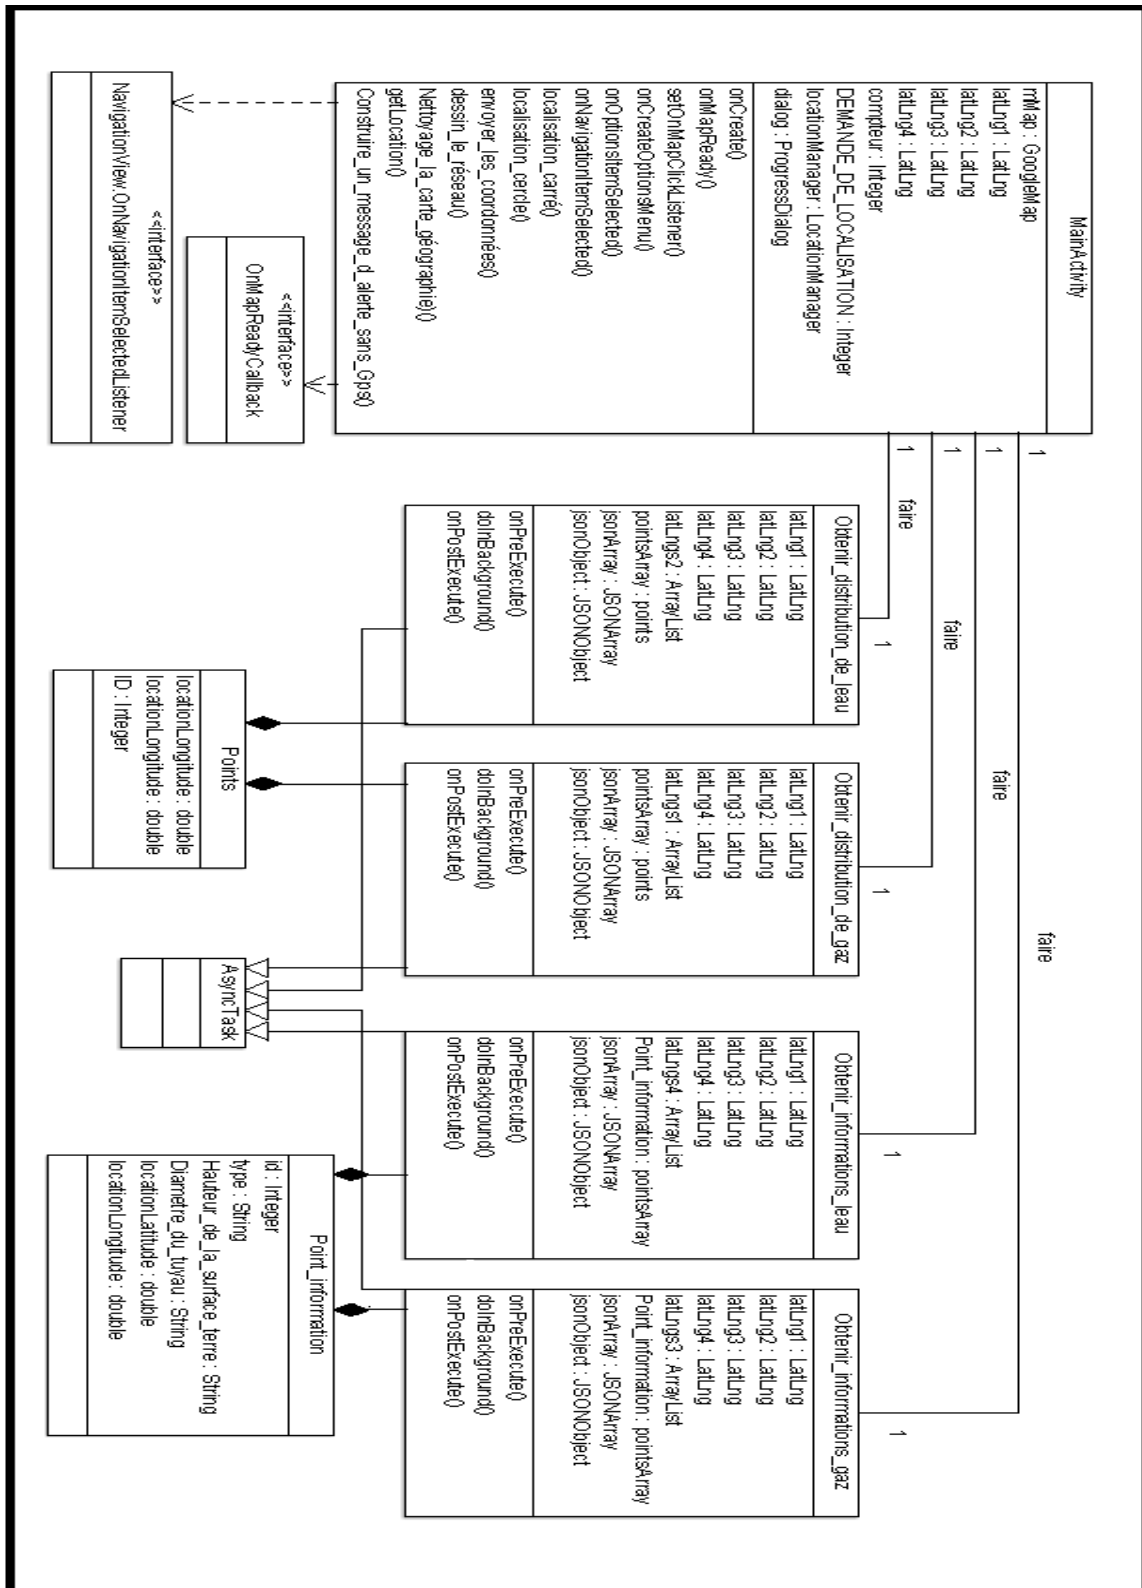 MainActivity
mMap : GoogleMap
latLng1 : LatLng
latLng2 : LatLng
latLng3 : LatLng
latLng4 : LatLng
compteur : Integer
DEMANDE_DE_LOCALISATION : Integer
locationManager : LocationManager
dialog : ProgressDialog
onCreate()
onMapReady()
setOnMapClickListener()
onCreateOptionsMenu()
onOptionsItemSelected()
onNavigationItemSelected()
localisation_carré()
localisation_cercle()
envoyer_les_coordonnées()
dessin_le_réseau()
Nettoyage_la_carte_géographie)()
getLocation()
Construire_un_message_d_alerte_sans_Gps()
<<interface>>
OnMapReadyCallback
<<interface>>
NavigationView.OnNavigationItemSelectedListener
1
1
1
1
faire
faire
faire
faire
1
1
1
1
Obtenir_distribution_de_leau
latLng1 : LatLng
latLng2 : LatLng
latLng3 : LatLng
latLng4 : LatLng
latLngs2 : ArrayList
pointsArray : points
jsonArray : JSONArray
jsonObject : JSONObject
onPreExecute()
doInBackground()
onPostExecute()
Obtenir_distribution_de_gaz
latLng1 : LatLng
latLng2 : LatLng
latLng3 : LatLng
latLng4 : LatLng
latLngs1 : ArrayList
pointsArray : points
jsonArray : JSONArray
jsonObject : JSONObject
onPreExecute()
doInBackground()
onPostExecute()
Obtenir_informations_leau
latLng1 : LatLng
latLng2 : LatLng
latLng3 : LatLng
latLng4 : LatLng
latLngs4 : ArrayList
Point_information : pointsArray
jsonArray : JSONArray
jsonObject : JSONObject
onPreExecute()
doInBackground()
onPostExecute()
Obtenir_informations_gaz
latLng1 : LatLng
latLng2 : LatLng
latLng3 : LatLng
latLng4 : LatLng
latLngs3 : ArrayList
Point_information : pointsArray
jsonArray : JSONArray
jsonObject : JSONObject
onPreExecute()
doInBackground()
onPostExecute()
Points
locationLongitude : double
locationLongitude : double
ID : Integer
AsyncTask
Point_information
id : Integer
type : String
Hauteur_de_la_surface_terre : String
Diametre_du_tuyau : String
locationLatitude : double
locationLongitude : double